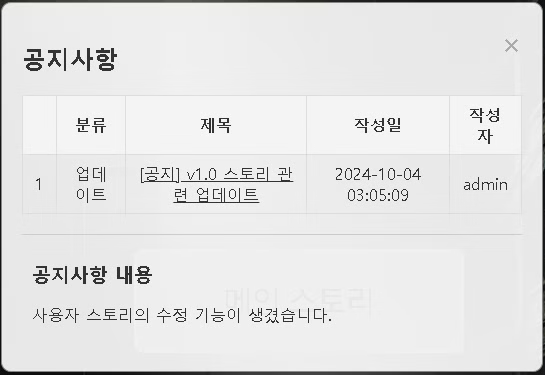 ×
공지사항
분류 제목 작성일 작성
자
1 업데 [공지] v1.0 스토리 관 2024-10-04 admin
이트 련 업데이트 03:05:09
공지사항 내용
메인 스토리
사용자 스토리의 수정 기능이 생겼습니다.